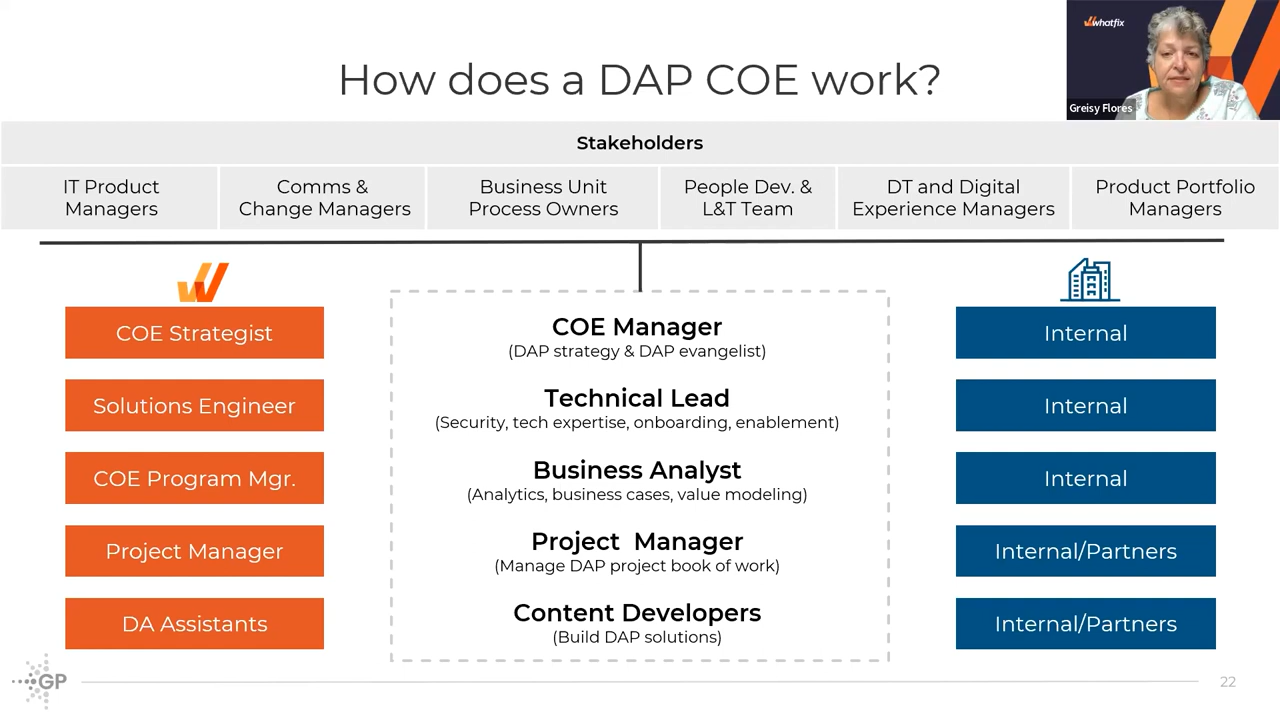 whatfix
Greisy Flores
How does a DAP COE work?
Stakeholders
IT Product
Managers
Comms &
Change Managers
Business Unit
Process Owners
People Dev. &
L&T Team
DT and Digital
Experience Managers
Product Portfolio
Managers
COE Strategist
COE Manager
(DAP strategy & DAP evangelist)
Internal
Solutions Engineer
Technical Lead
(Security, tech expertise, onboarding, enablement)
Internal
COE Program Mgr.
Business Analyst
(Analytics, business cases, value modeling)
Internal
Project Manager
Project  Manager
(Manage DAP project book of work)
Internal/Partners
DA Assistants
Content Developers
(Build DAP solutions)
Internal/Partners
GP
22